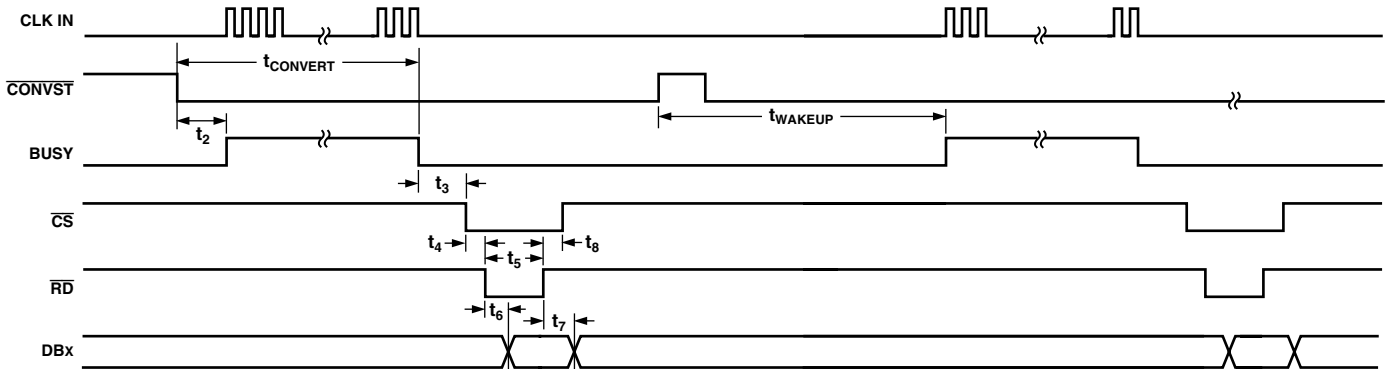 CLK IN
tCONVERT
CONVST
t2
tWAKEUP
BUSY
t3
CS
t4
t5
t8
RD
t6
t7
DBx